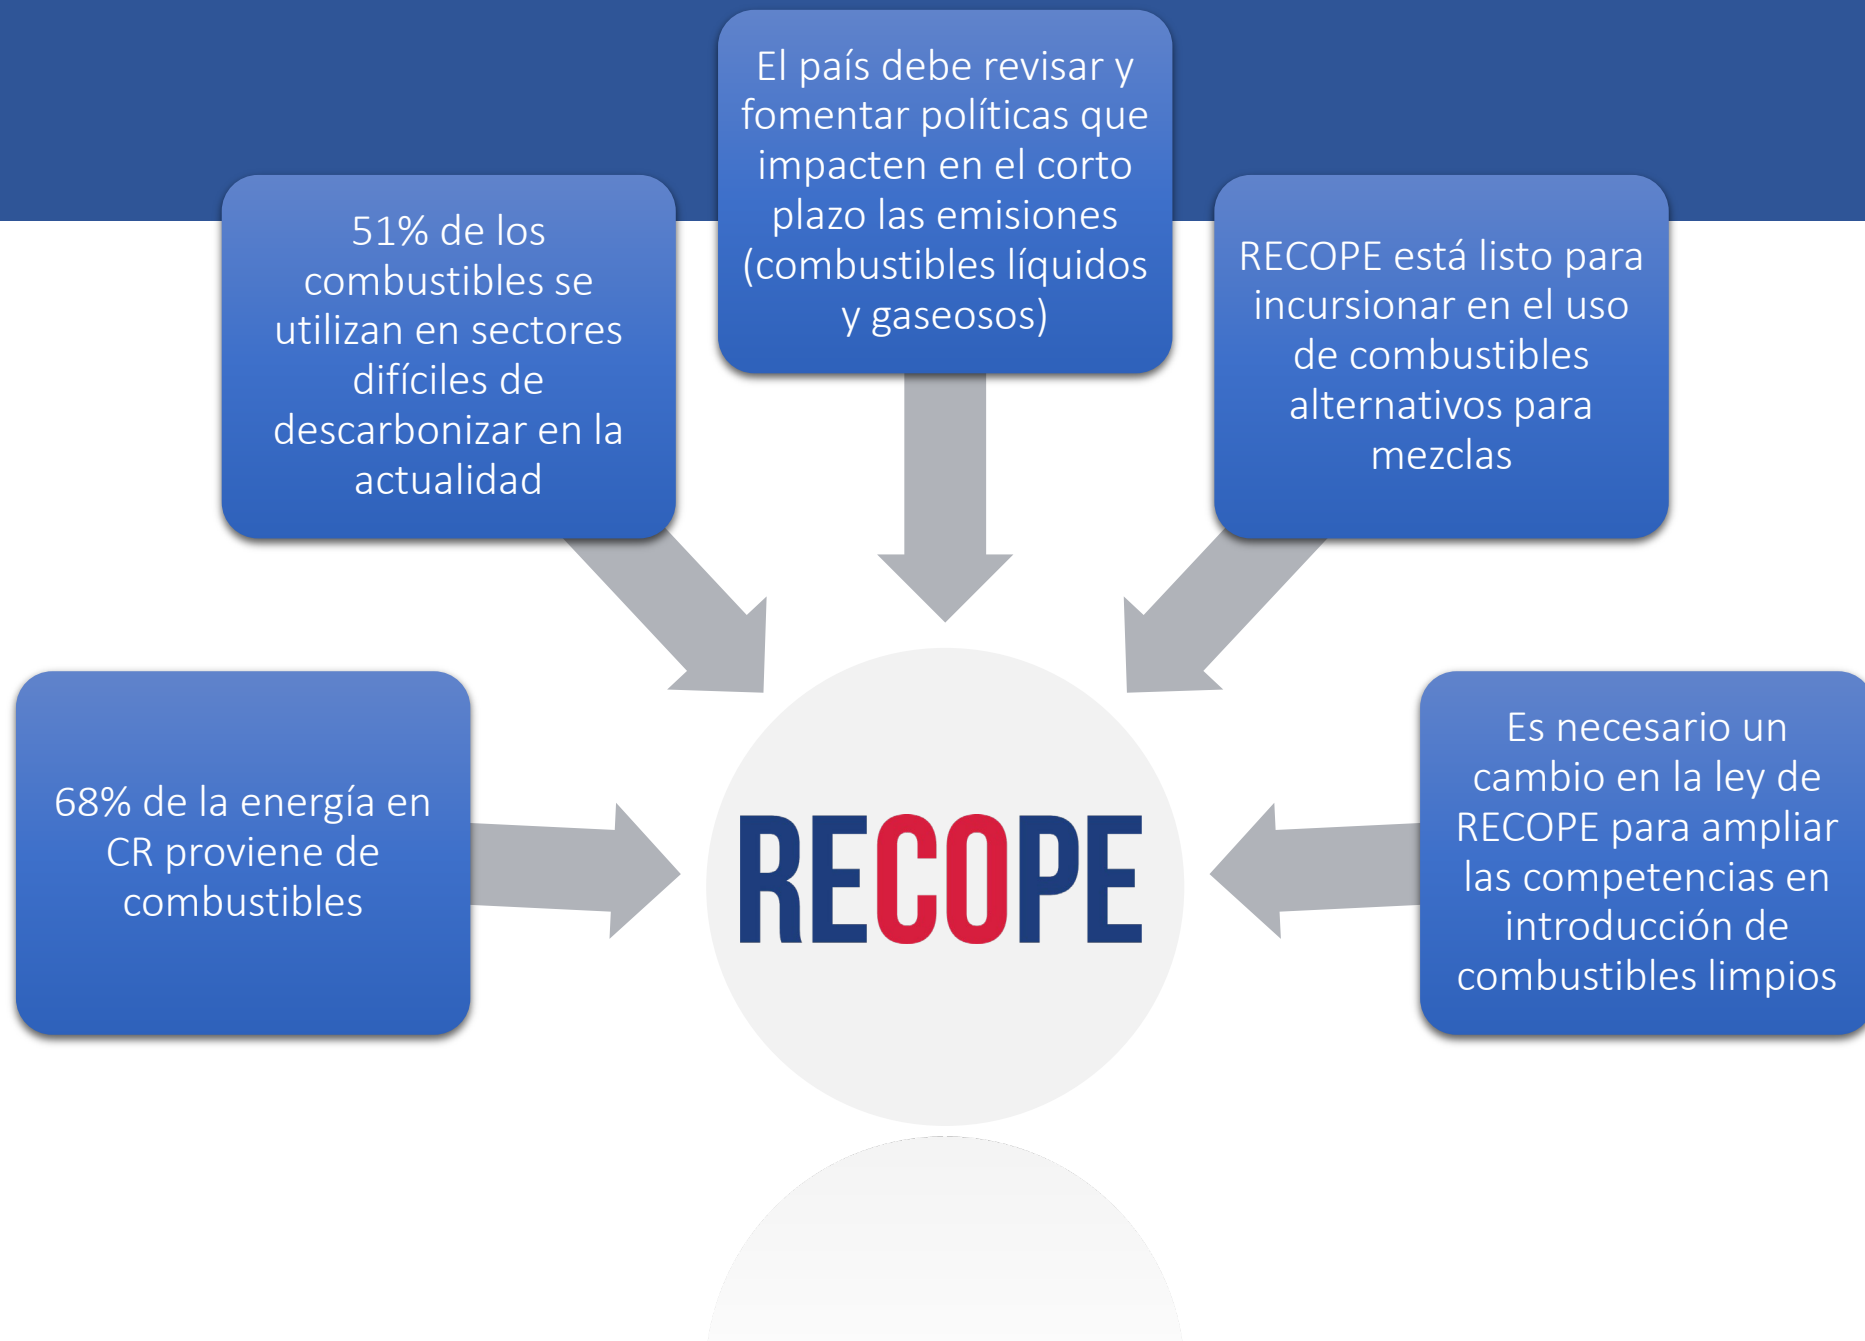 El país debe revisar y
fomentar políticas que
impacten en el corto
plazo las emisiones
(combustibles líquidos
y gaseosos)
51% de los
combustibles se
utilizan en sectores
difíciles de
descarbonizar en la
actualidad
RECOPE está listo para
incursionar en el uso
de combustibles
alternativos para
mezclas
68% de la energía en
CR proviene de
combustibles
RECOPE
Es necesario un
cambio en la ley de
RECOPE para ampliar
las competencias en
introducción de
combustibles limpios